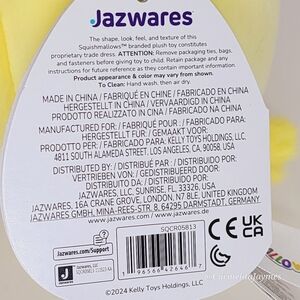 Jazwares
The shape, look, feel, and texture of this
Squishmallows™ branded plush toy constitutes
proprietary trade dress. ATTENTION: Remove packaging ties, bags,
and fasteners before giving to child. Retain package and
instructions for future reference as they contain important information.
Product appearance & color may vary from shown.
To Clean: Hand wash, then air dry.
MADE IN CHINA / FABRIQUÉ EN CHINE /
HERGESTELLT IN CHINA / VERVAARDIGD IN CHINA
PRODOTTO REALIZZATO IN CINA / FABRICADO EN CHINA
MANUFACTURED FOR: / FABRIQUÉ POUR: / FABRICADO PARA:
HERGESTELLT FÜR: / GEMAAKT VOOR:
PRODOTTO PER: / FABRICADO PARA: KELLY TOYS HOLDINGS, LLC,
4811 SOUTH ALAMEDA STREET, LOS ANGELES, CA, 90058, USA
DISTRIBUTED BY: / DISTRIBUÉ PAR: / DISTRIBUIDO POR:
VERTRIEBEN VON: / GEDISTRIBUEERD DOOR:
DISTRIBUITO DA: / DISTRIBUÍDO POR:
JAZWARES, LLC, SUNRISE, FL, 33326, USA
JAZWARES, 16A CRANE GROVE, LONDON, N7 8LE, UNITED KINGDOM
JAZWARES GMBH, MINA-REES-STR. 8, 64295 DARMSTADT, GERMANY
www.jazwares.com / www.jazwares.de
SQCR05813
Jazwares.com/Support
Jazwares
CE UK CA
©2024 Kelly Toys Holdings, LLC